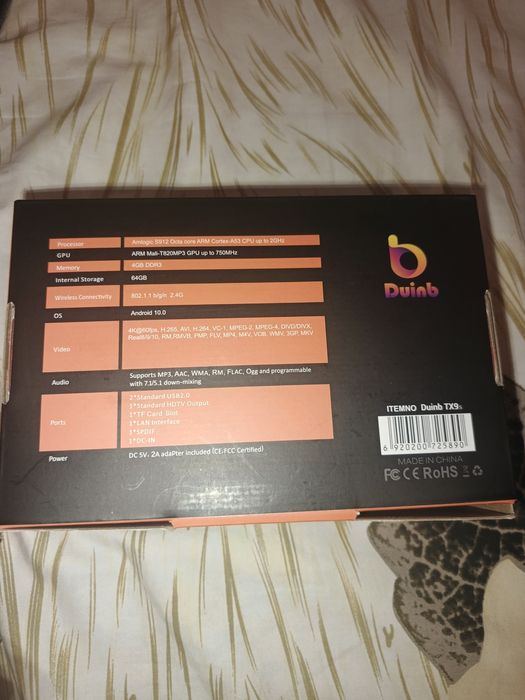 Processor Amlogic S912 Octa core ARM Cortex-A53 CPU up to 2GHz
GPU ARM Mali-T820MP3 GPU up to 750MHz
Memory 4GB DDR3
Internal Storage 64GB
Wireless Connectivity 802.1.1 b/g/n 2.4G
OS Android 10.0
Video 4K@60fps, H.265, AVI, H.264, VC-1, MPEG-2, MPEG-4, DIVD/DIVX,
Real8/9/10, RM,RMVB, FMP, FLV, MP4, M4V, VOB, WMV, 3GP, MKV
Audio Supports MP3, AAC, WMA, RM, FLAC, Ogg and programmable
with 7.1/5.1 down-mixing
Ports
2*Standard USB2.0
1*Standard HDTV Output
1*TF Card Slot
1*LAN Interface
1*SPDIF
1*DC-IN
Power DC 5V, 2A adaPter included (CE-FCC Certified)
Duinb
ITEMNO Duinb TX9s
6 920200 725890
MADE IN CHINA
FC CE RoHS